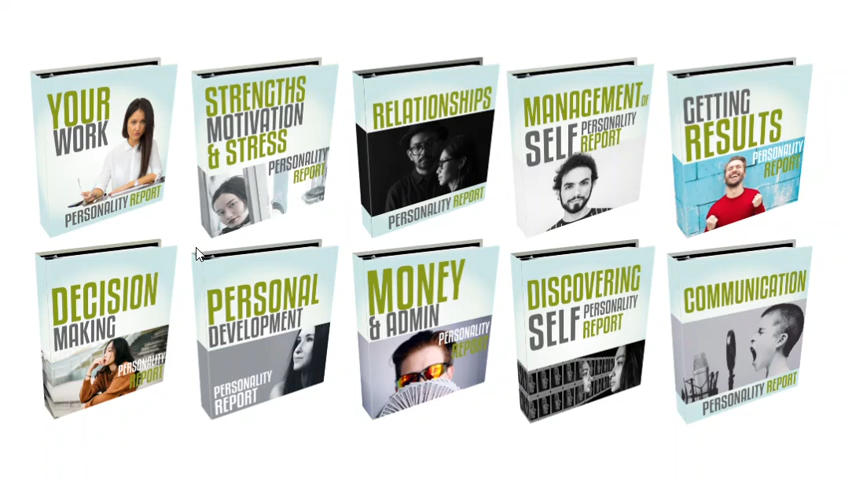 YOUR
WORK
PERSONALITY REPORT
STRENGTHS
MOTIVATION
& STRESS
PERSONALITY
REPORT
RELATIONSHIPS
PERSONALITY REPORT
MANAGEMENT OF
SELF PERSONALITY
REPORT
GETTING
RESULTS
PERSONALITY
REPORT
DECISION
MAKING
PERSONALITY
REPORT
PERSONAL
DEVELOPMENT
PERSONALITY
REPORT
MONEY
& ADMIN
PERSONALITY
REPORT
DISCOVERING
SELF PERSONALITY
REPORT
COMMUNICATION
PERSONALITY REPORT